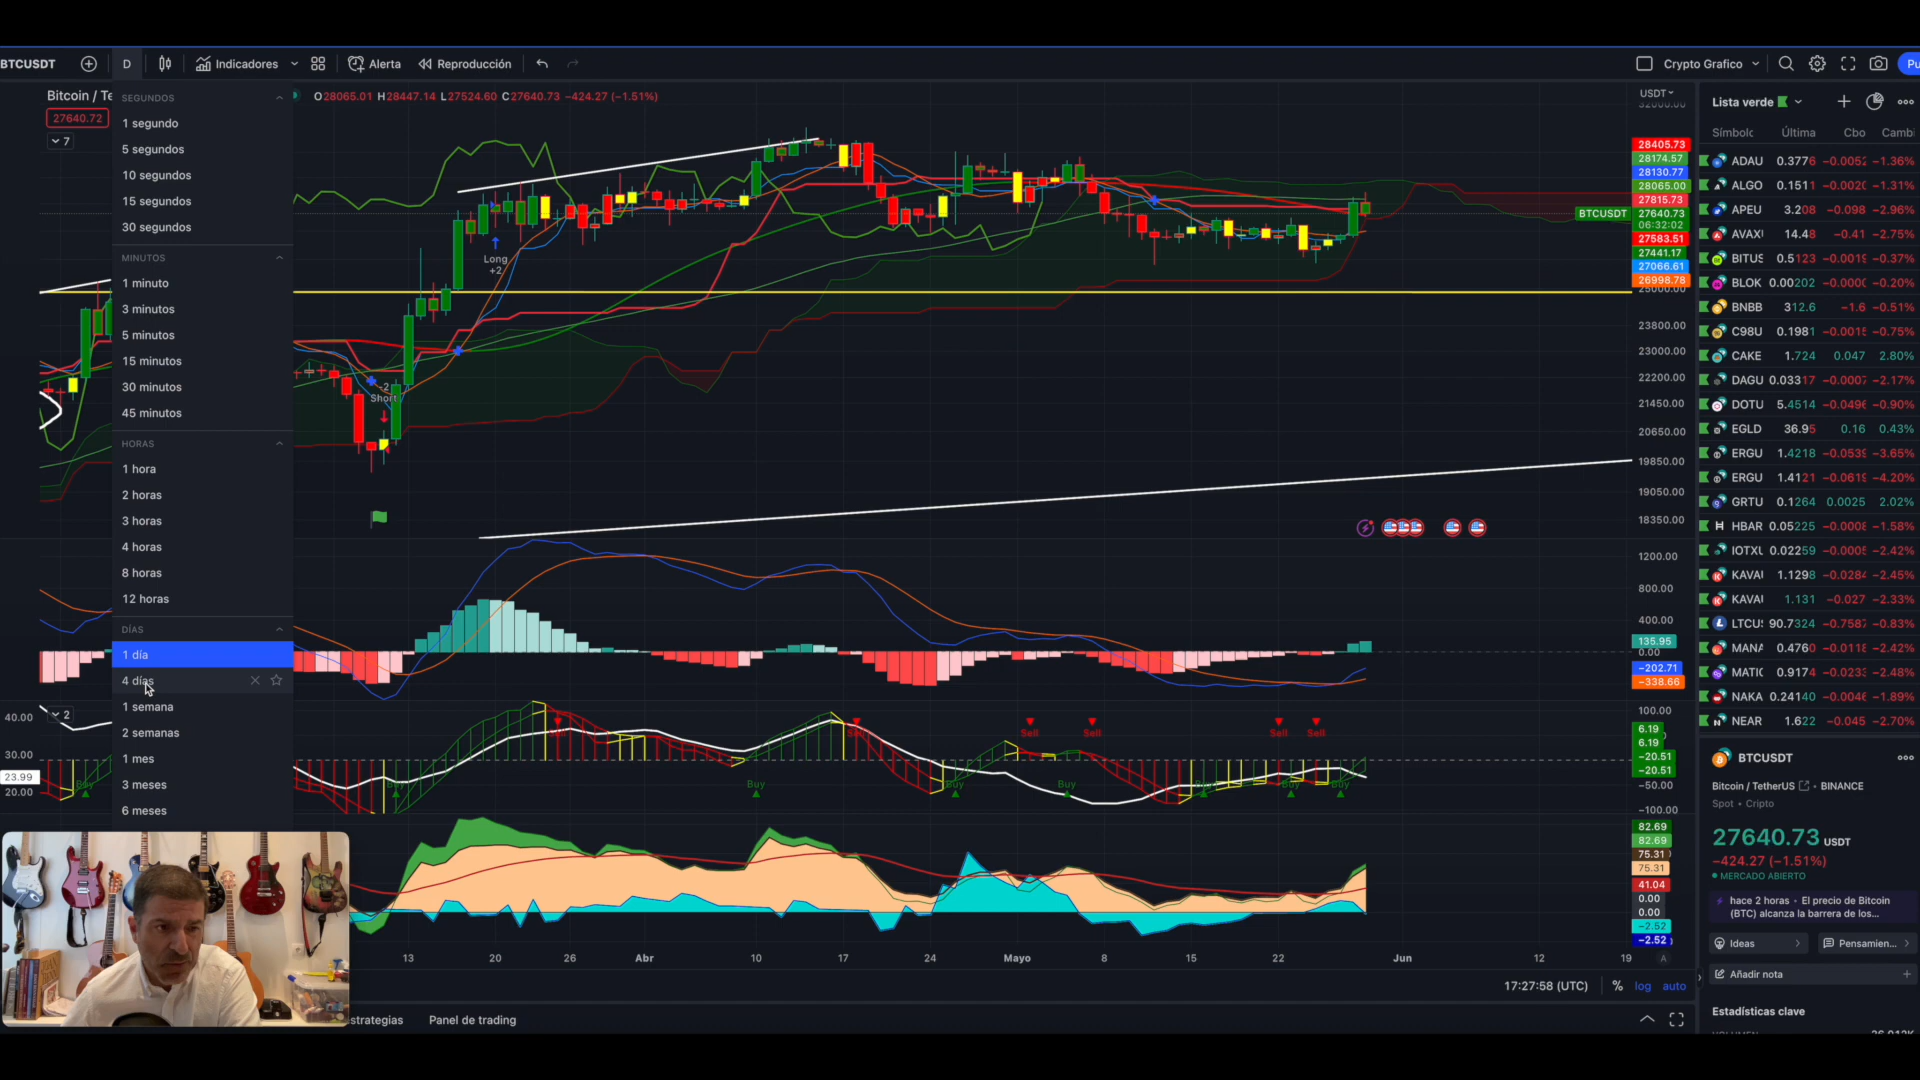 BTCUSDT
D
Indicadores
Alerta
Reproducción
Crypto Grafico
Bitcoin / Te
O28065.01 H28447.14 L27524.60 C27640.73 −424.27 (−1.51%)
27640.72
7
SEGUNDOS
1 segundo
5 segundos
10 segundos
15 segundos
30 segundos
MINUTOS
1 minuto
3 minutos
5 minutos
15 minutos
30 minutos
45 minutos
HORAS
1 hora
2 horas
3 horas
4 horas
8 horas
12 horas
DÍAS
1 día
4 días
1 semana
2 semanas
1 mes
3 meses
6 meses
Long
+2
-2
Short
USDT
32000.00
28405.73
28174.57
28130.77
28065.00
27815.73
BTCUSDT
27640.73
06:32:02
27583.51
27441.17
27066.61
26998.78
25000.00
23800.00
23000.00
22200.00
21450.00
20650.00
19850.00
19050.00
18350.00
1200.00
800.00
400.00
135.95
0.00
−202.71
−338.66
40.00
2
30.00
23.99
20.00
Buy
Sell
Sell
Sell
Sell
Sell
Buy
Buy
Buy
Buy
Buy
100.00
6.19
6.19
−20.51
−20.51
−50.00
−100.00
82.69
82.69
75.31
75.31
41.04
0.00
0.00
−2.52
−2.52
13
20
26
Abr
10
17
24
Mayo
8
15
22
Jun
12
19
A
17:27:58 (UTC)
%
log
auto
strategias
Panel de trading
Lista verde
Símbolo
Última
Cbo
Cambi
ADAU 0.3776 −0.0052 −1.36%
ALGO 0.1511 −0.0020 −1.31%
APEU 3.208 −0.098 −2.96%
AVAX 14.48 −0.41 −2.75%
BITUS 0.5123 −0.0019 −0.37%
BLOK 0.00202 −0.0000 −0.20%
BNBB 312.6 −1.6 −0.51%
C98U 0.1981 −0.0015 −0.75%
CAKE 1.724 0.047 2.80%
DAGU 0.03317 −0.0007 −2.17%
DOTU 5.4514 −0.0496 −0.90%
EGLD 36.95 0.16 0.43%
ERGU 1.4218 −0.0539 −3.65%
ERGU 1.4121 −0.0619 −4.20%
GRTU 0.1264 0.0025 2.02%
HBAR 0.05225 −0.0008 −1.58%
IOTX 0.02259 −0.0005 −2.42%
KAVA 1.1298 −0.0284 −2.45%
KAVA 1.131 −0.027 −2.33%
LTCU 90.7324 −0.758 −0.83%
MANA 0.4760 −0.0118 −2.42%
MATIC 0.9174 −0.0233 −2.48%
NAKA 0.24140 −0.0046 −1.89%
NEAR 1.622 −0.045 −2.70%
BTCUSDT
Bitcoin / TetherUS • BINANCE
Spot • Cripto
27640.73 USDT
−424.27 (−1.51%)
MERCADO ABIERTO
hace 2 horas • El precio de Bitcoin
(BTC) alcanza la barrera de los...
Ideas
Pensamien...
Añadir nota
Estadísticas clave